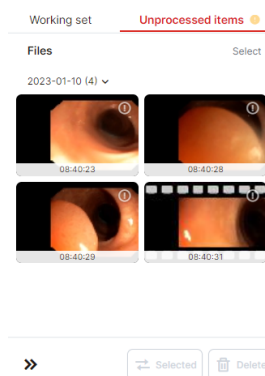 Working set Unprocessed items
Files Select
2023-01-10 (4)
08:40:23 08:40:28
08:40:29 08:40:31
Selected Delete